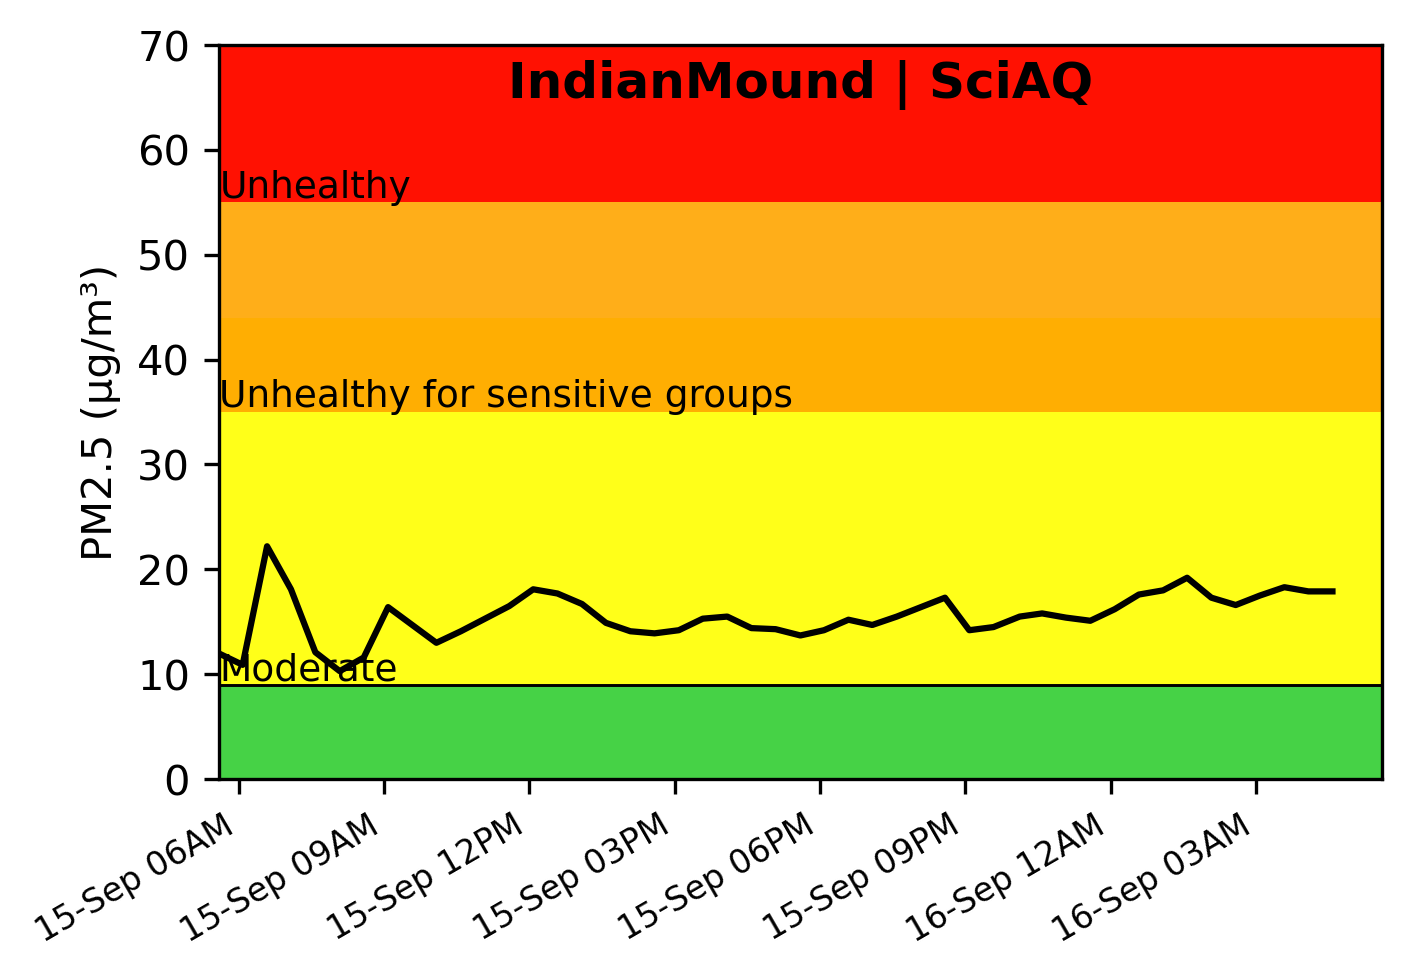 IndianMound | SciAQ
70
60
50
40
30
20
10
0
PM2.5 (μg/m³)
Unhealthy
Unhealthy for sensitive groups
Moderate
15-Sep 06AM
15-Sep 09AM
15-Sep 12PM
15-Sep 03PM
15-Sep 06PM
15-Sep 09PM
16-Sep 12AM
16-Sep 03AM